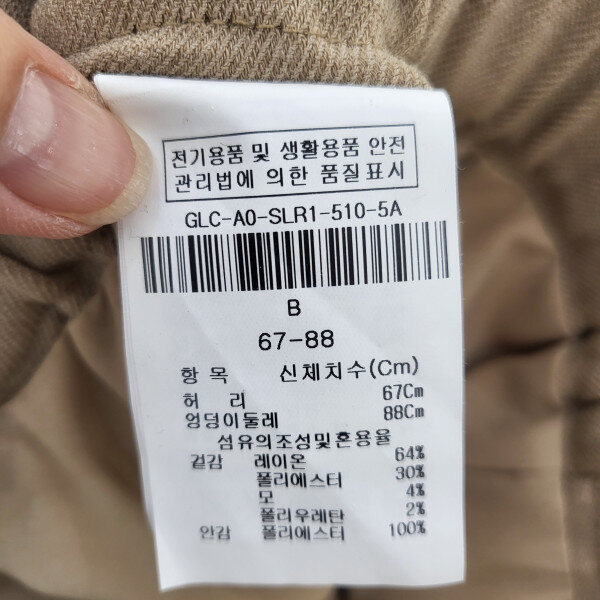 전기용품 및 생활용품 안전
관리법에 의한 품질표시
GLC-A0-SLR1-510-5A
B
67-88
항 목 신체치수(Cm)
허 리 67Cm
엉덩이둘레 88Cm
섬유의조성및혼용율
겉감 레이온 64%
폴리에스터 30%
모 4%
폴리우레탄 2%
안감 폴리에스터 100%